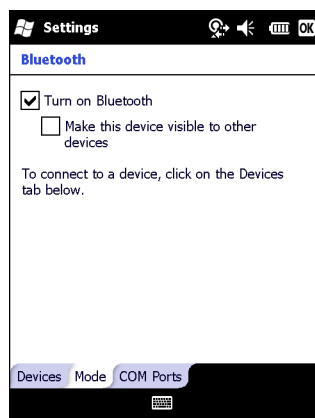 Settings
OK
Bluetooth
Turn on Bluetooth
Make this device visible to other
devices
To connect to a device, click on the Devices
tab below.
Devices Mode COM Ports